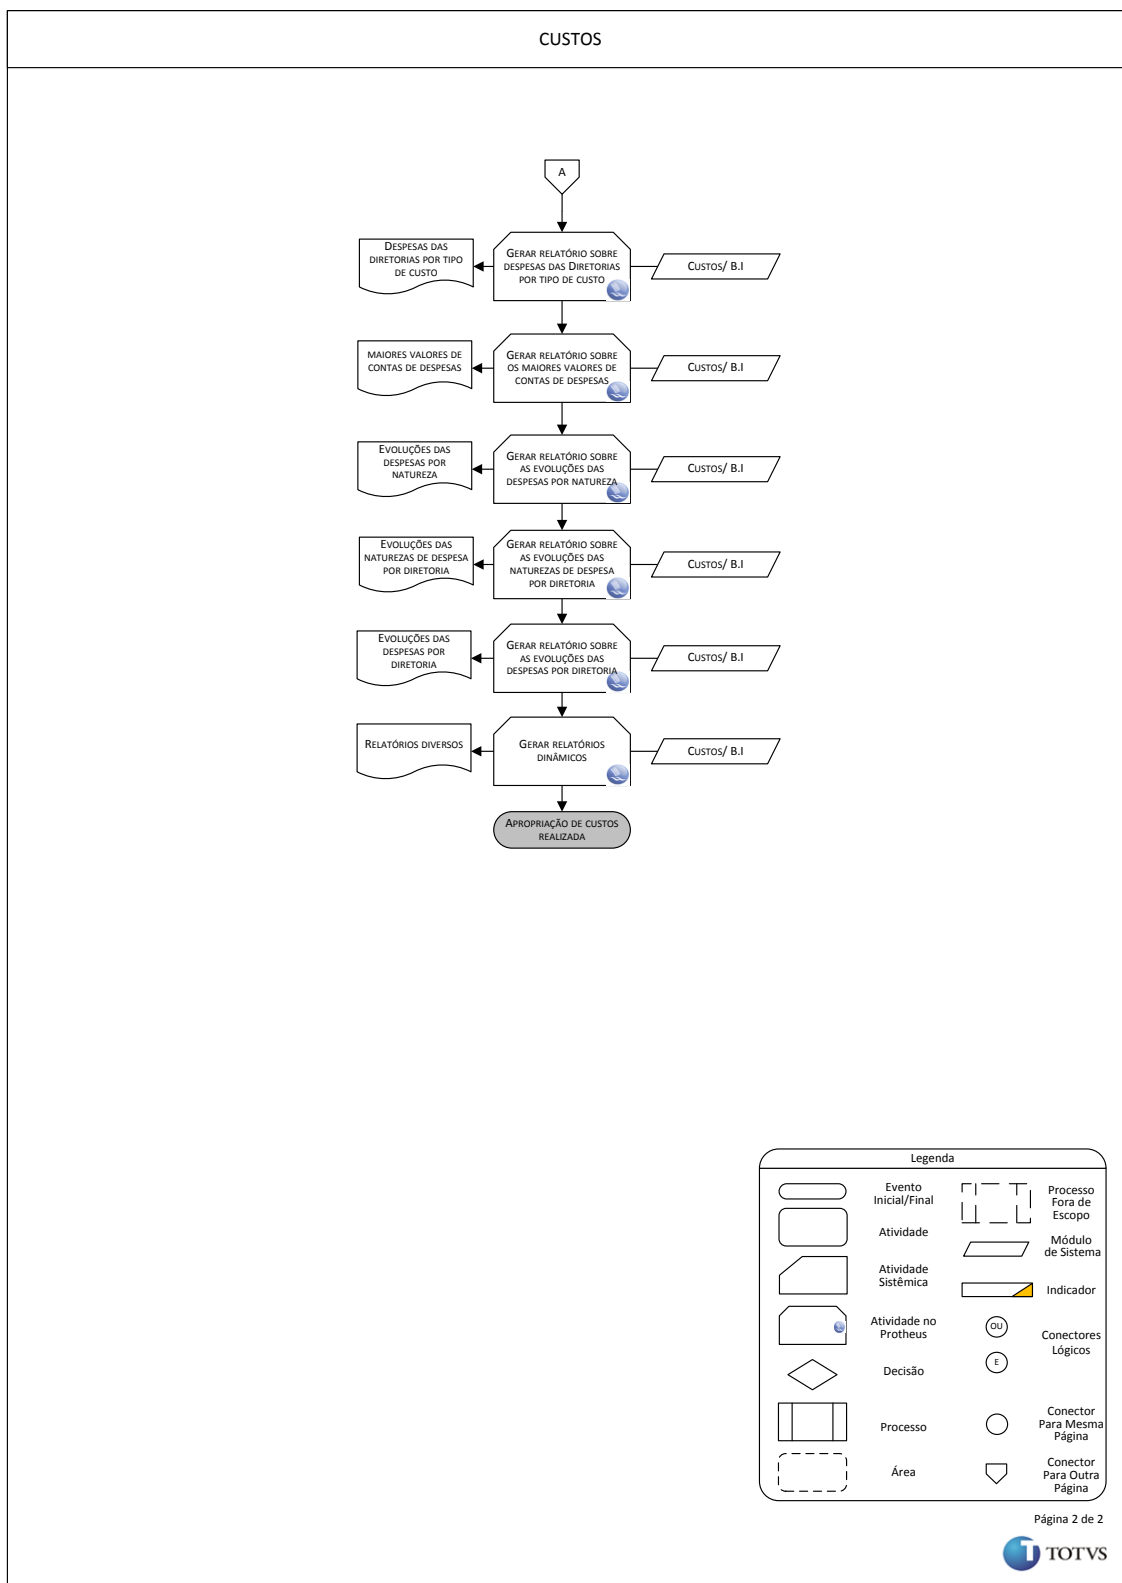 CUSTOS
A
DESPESAS DAS
DIRETORIAS POR TIPO
DE CUSTO
GERAR RELATÓRIO SOBRE
DESPESAS DAS DIRETORIAS
POR TIPO DE CUSTO
CUSTOS/ B.I
MAIORES VALORES DE
CONTAS DE DESPESAS
GERAR RELATÓRIO SOBRE
OS MAIORES VALORES DE
CONTAS DE DESPESAS
CUSTOS/ B.I
EVOLUÇÕES DAS
DESPESAS POR
NATUREZA
GERAR RELATÓRIO SOBRE
AS EVOLUÇÕES DAS
DESPESAS POR NATUREZA
CUSTOS/ B.I
EVOLUÇÕES DAS
NATUREZAS DE DESPESA
POR DIRETORIA
GERAR RELATÓRIO SOBRE
AS EVOLUÇÕES DAS
NATUREZAS DE DESPESA
POR DIRETORIA
CUSTOS/ B.I
EVOLUÇÕES DAS
DESPESAS POR
DIRETORIA
GERAR RELATÓRIO SOBRE
AS EVOLUÇÕES DAS
DESPESAS POR DIRETORIA
CUSTOS/ B.I
RELATÓRIOS DIVERSOS
GERAR RELATÓRIOS
DINÂMICOS
CUSTOS/ B.I
APROPRIAÇÃO DE CUSTOS
REALIZADA
Legenda
Evento
Inicial/Final
Atividade
Atividade
Sistêmica
Atividade no
Protheus
Decisão
Processo
Área
Processo
Fora de
Escopo
Módulo
de Sistema
Indicador
OU
E
Conectores
Lógicos
Conector
Para Mesma
Página
Conector
Para Outra
Página
Página 2 de 2
TOTVS